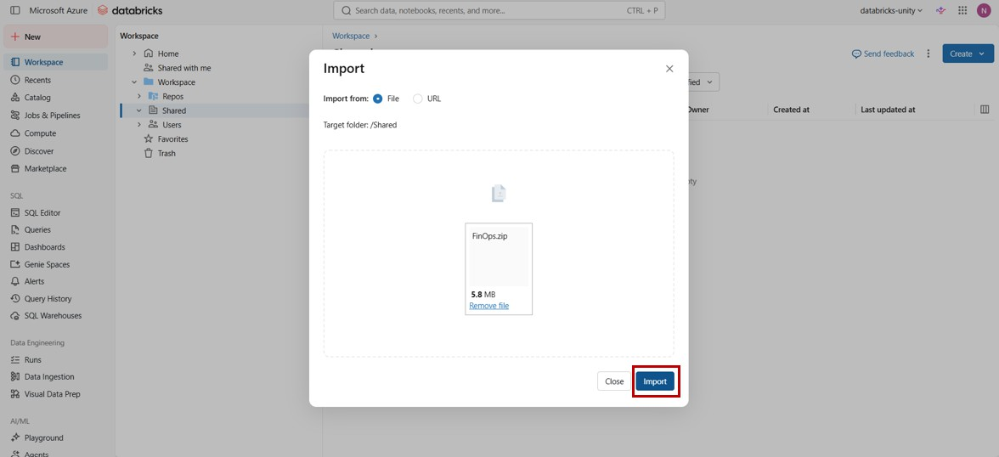 Microsoft Azure
databricks
Search data, notebooks, recents, and more...
CTRL + P
databricks-unity
N
New
Workspace
Recents
Catalog
Jobs & Pipelines
Compute
Discover
Marketplace
SQL
SQL Editor
Queries
Dashboards
Genie Spaces
Alerts
Query History
SQL Warehouses
Data Engineering
Runs
Data Ingestion
Visual Data Prep
AI/ML
Playground
Agents
Workspace
Home
Shared with me
Workspace
Repos
Shared
Users
Favorites
Trash
Workspace
Send feedback
Create
Created at
Last updated at
Import
Import from:
File
URL
Target folder: /Shared
FinOps.zip
5.8 MB
Remove file
Close
Import